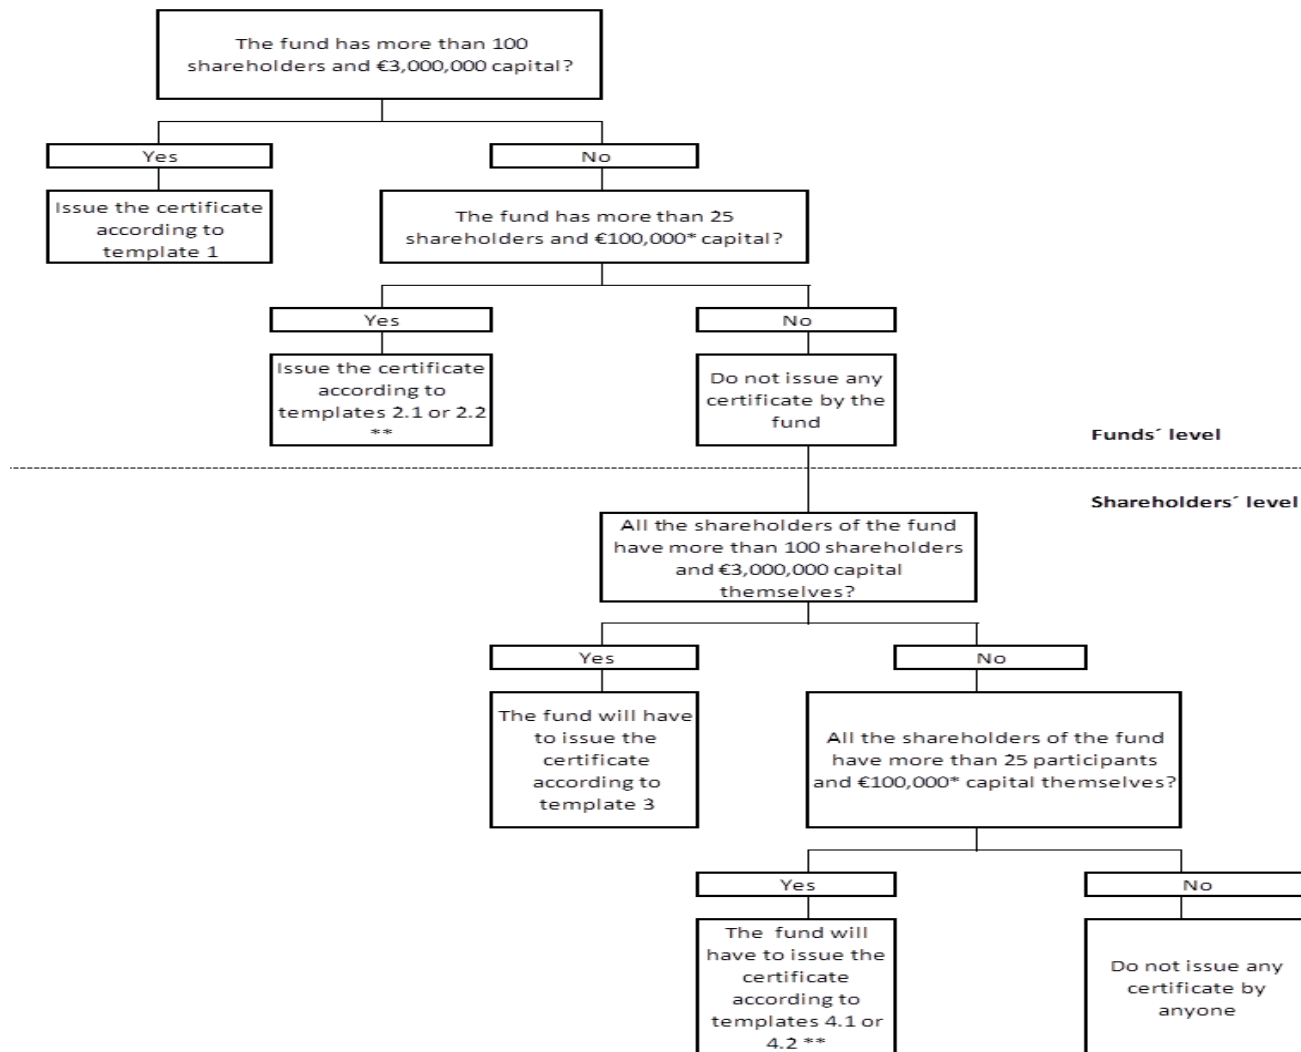 The fund has more than 100
shareholders and €3,000,000 capital?
Yes
No
Issue the certificate
according to
template 1
The fund has more than 25
shareholders and €100,000* capital?
Yes
No
Issue the certificate
according to
templates 2.1 or 2.2
**
Do not issue any
certificate by the
fund
Funds´ level
Shareholders´ level
All the shareholders of the fund
have more than 100 shareholders
and €3,000,000 capital
themselves?
Yes
No
The fund will have
to issue the
certificate
according to
template 3
All the shareholders of the fund
have more than 25 participants
and €100,000* capital themselves?
Yes
No
The fund will
have to issue the
certificate
according to
templates 4.1 or
4.2 **
Do not issue any
certificate by
anyone